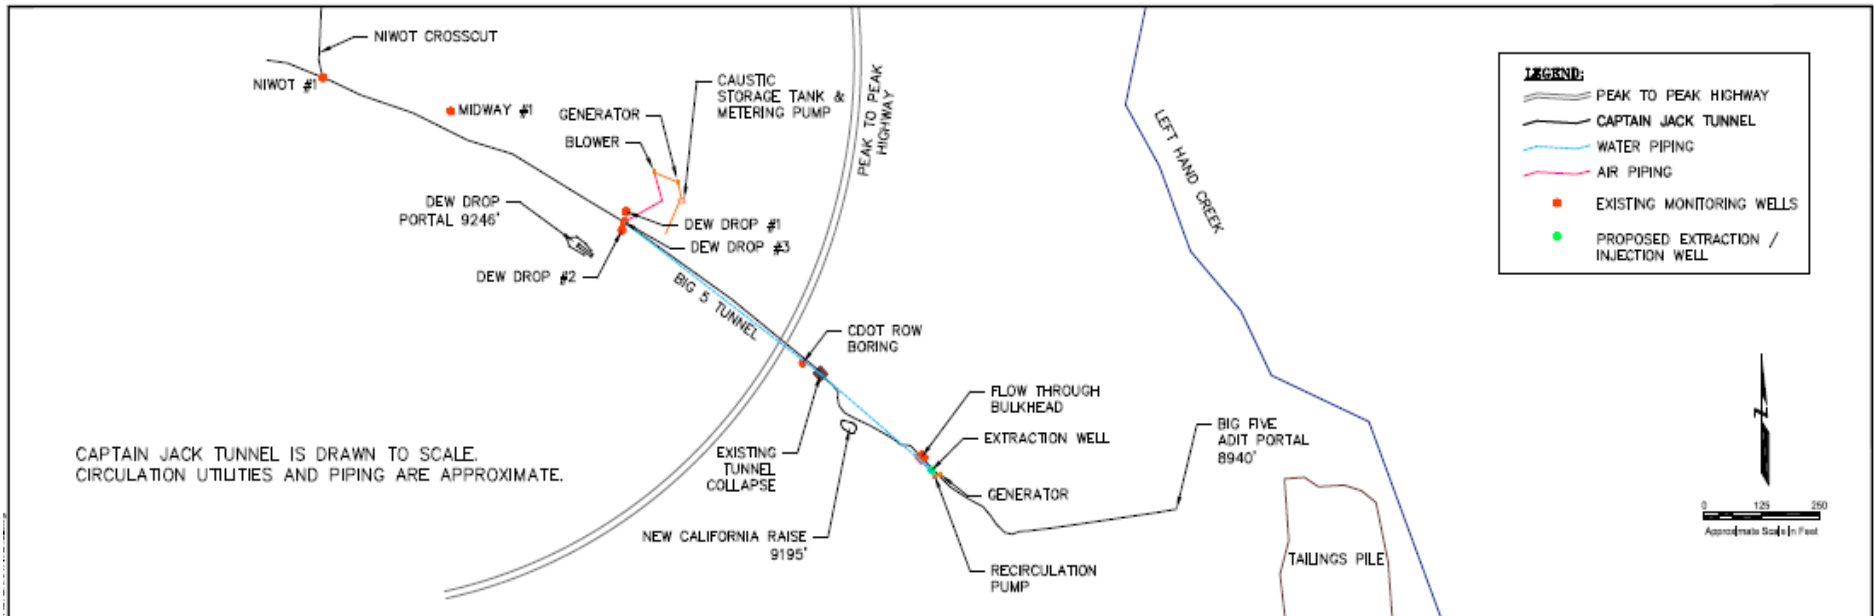 NIWOT CROSSCUT
NIWOT #1
MIDWAY #1
GENERATOR
BLOWER
CAUSTIC
STORAGE TANK &
METERING PUMP
PEAK TO PEAK
HIGHWAY
LEFT HAND CREEK
DEW DROP
PORTAL 9246'
DEW DROP #1
DEW DROP #3
DEW DROP #2
BIG 5 TUNNEL
CDOT ROW
BORING
FLOW THROUGH
BULKHEAD
EXTRACTION WELL
BIG FIVE
ADIT PORTAL
8940'
EXISTING
TUNNEL
COLLAPSE
GENERATOR
NEW CALIFORNIA RAISE
9195'
RECIRCULATION
PUMP
TAILINGS PILE
CAPTAIN JACK TUNNEL IS DRAWN TO SCALE.
CIRCULATION UTILITIES AND PIPING ARE APPROXIMATE.
LEGEND:
PEAK TO PEAK HIGHWAY
CAPTAIN JACK TUNNEL
WATER PIPING
AIR PIPING
EXISTING MONITORING WELLS
PROPOSED EXTRACTION /
INJECTION WELL
N
0 125 250
Approximate Scale in Feet